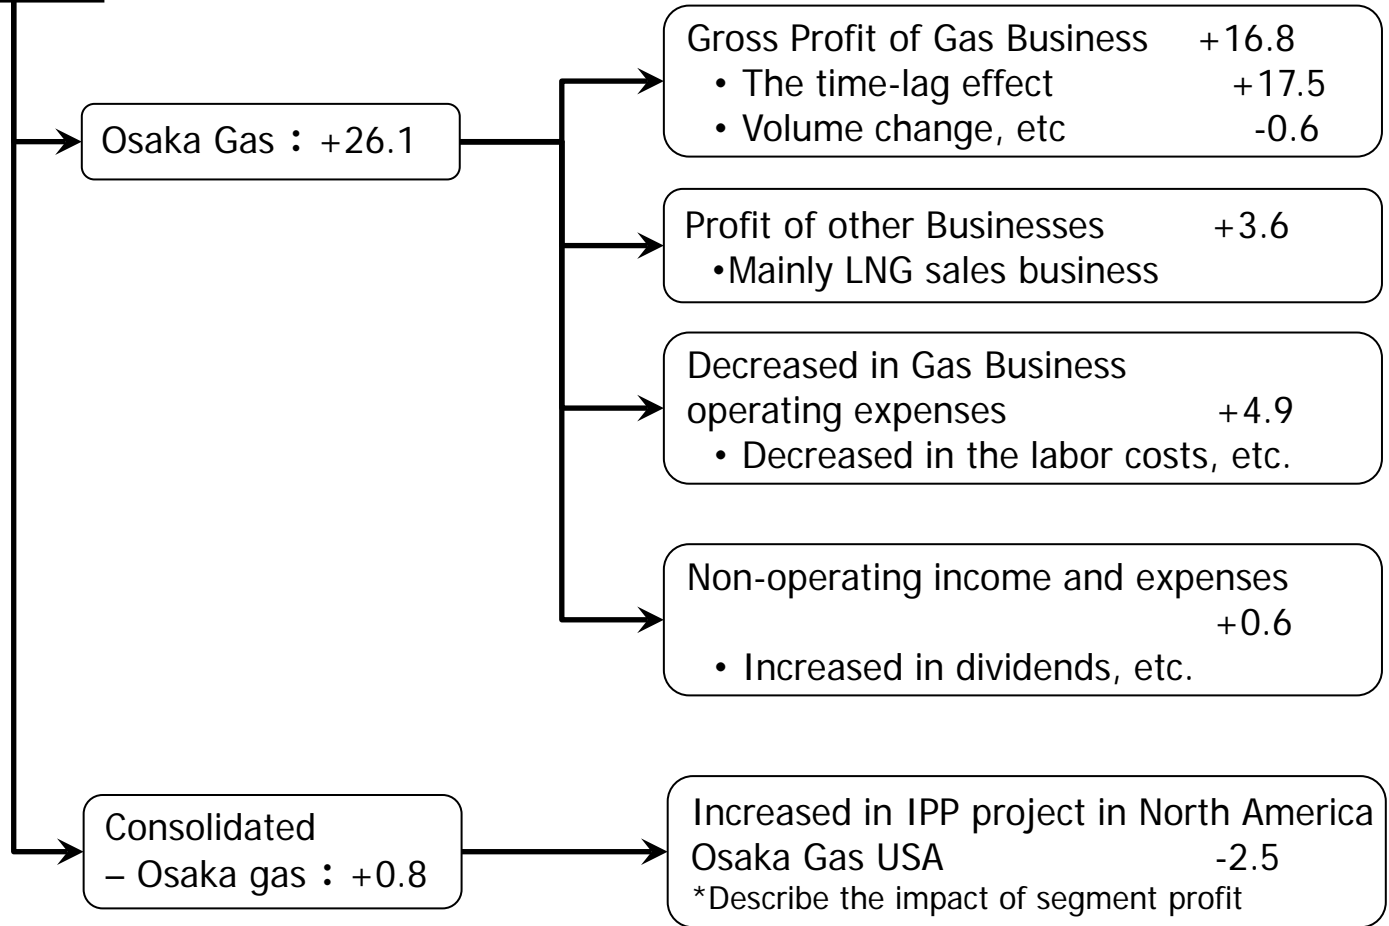 Gross Profit of Gas Business +16.8
• The time-lag effect +17.5
• Volume change, etc -0.6
Osaka Gas : +26.1
Profit of other Businesses +3.6
•Mainly LNG sales business
Decreased in Gas Business
operating expenses +4.9
• Decreased in the labor costs, etc.
Non-operating income and expenses
+0.6
• Increased in dividends, etc.
Consolidated
– Osaka gas : +0.8
Increased in IPP project in North America
Osaka Gas USA -2.5
*Describe the impact of segment profit